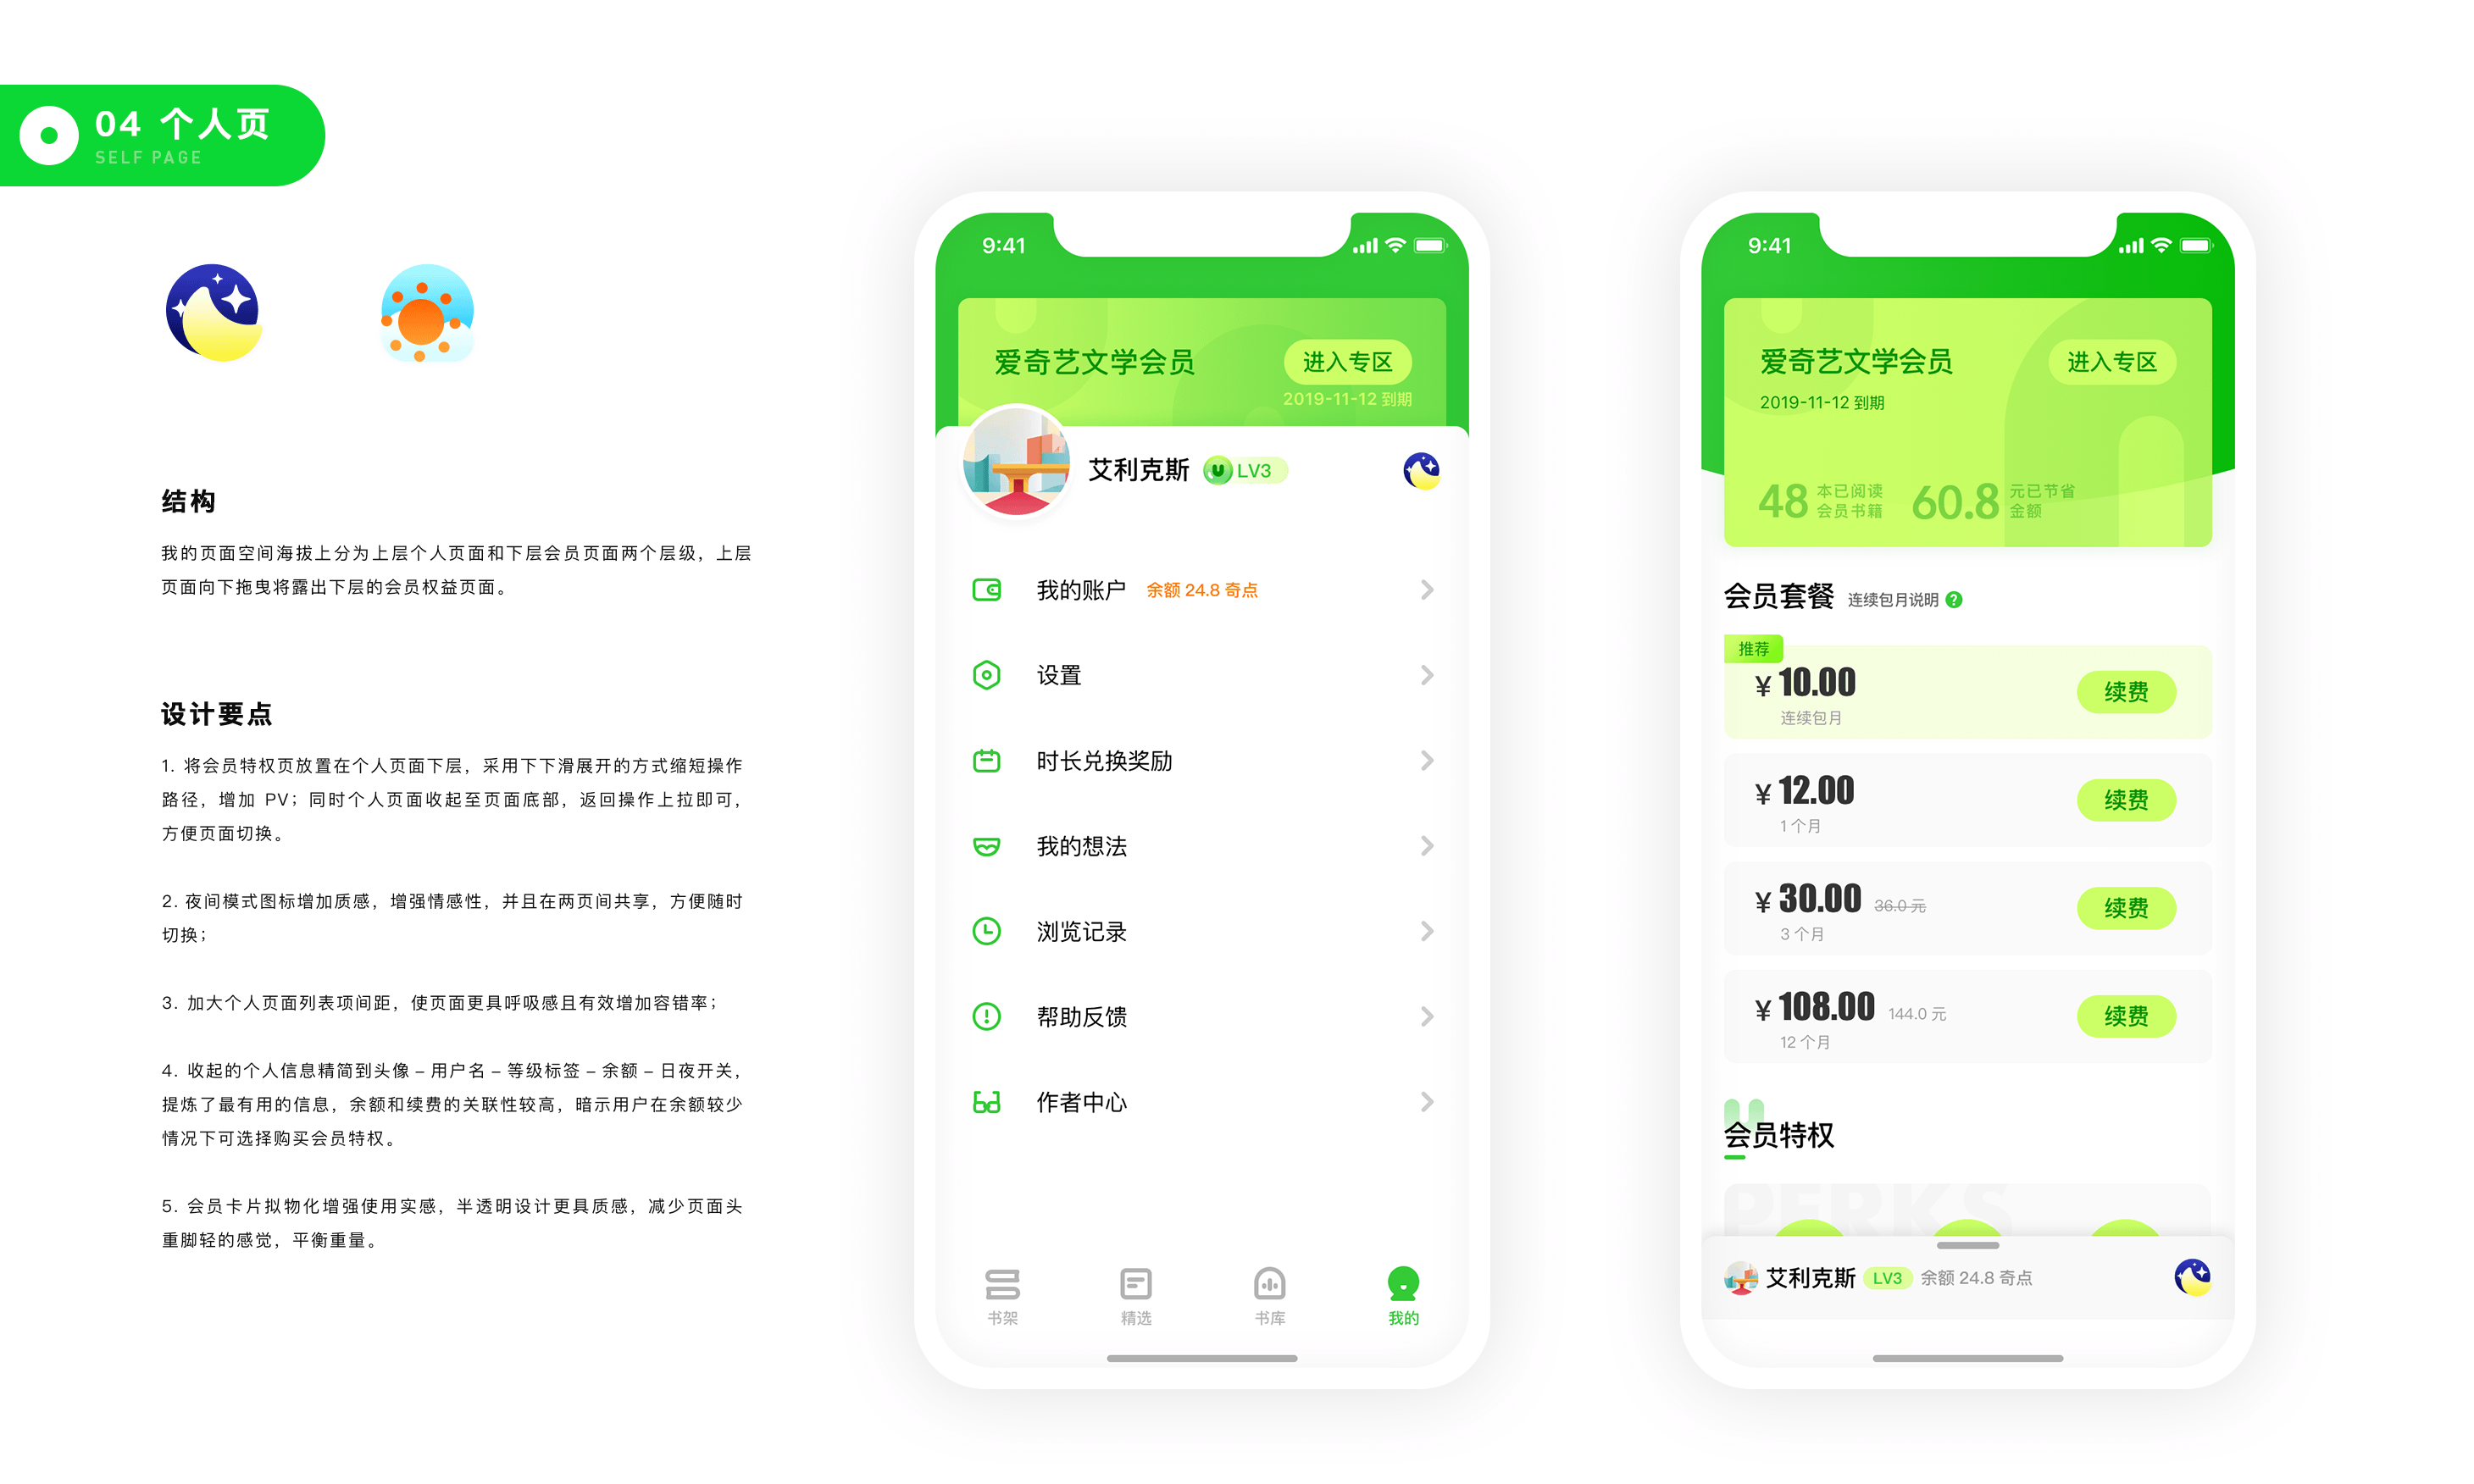 04 个人页
SELF PAGE
结构
我的页面空间海拔上分为上层个人页面和下层会员页面两个层级，上层
页面向下拖曳将露出下层的会员权益页面。
设计要点
1. 将会员特权页放置在个人页面下层，采用下下滑展开的方式缩短操作
路径，增加 PV；同时个人页面收起至页面底部，返回操作上拉即可，
方便页面切换。
2. 夜间模式图标增加质感，增强情感性，并且在两页间共享，方便随时
切换；
3. 加大个人页面列表项间距，使页面更具呼吸感且有效增加容错率；
4. 收起的个人信息精简到头像 – 用户名 – 等级标签 – 余额 – 日夜开关，
提炼了最有用的信息，余额和续费的关联性较高，暗示用户在余额较少
情况下可选择购买会员特权。
5. 会员卡片拟物化增强使用实感，半透明设计更具质感，减少页面头
重脚轻的感觉，平衡重量。
9:41
爱奇艺文学会员
进入专区
2019-11-12 到期
艾利克斯
LV3
我的账户 余额 24.8 奇点
设置
时长兑换奖励
我的想法
浏览记录
帮助反馈
作者中心
书架
精选
书库
我的
9:41
爱奇艺文学会员
进入专区
2019-11-12 到期
48 本已阅读
会员书籍
60.8 元已节省
金额
会员套餐 连续包月说明 ?
推荐
¥ 10.00
连续包月
续费
¥ 12.00
1 个月
续费
¥ 30.00 36.0 元
3 个月
续费
¥ 108.00 144.0 元
12 个月
续费
会员特权
PERKS
艾利克斯 LV3 余额 24.8 奇点